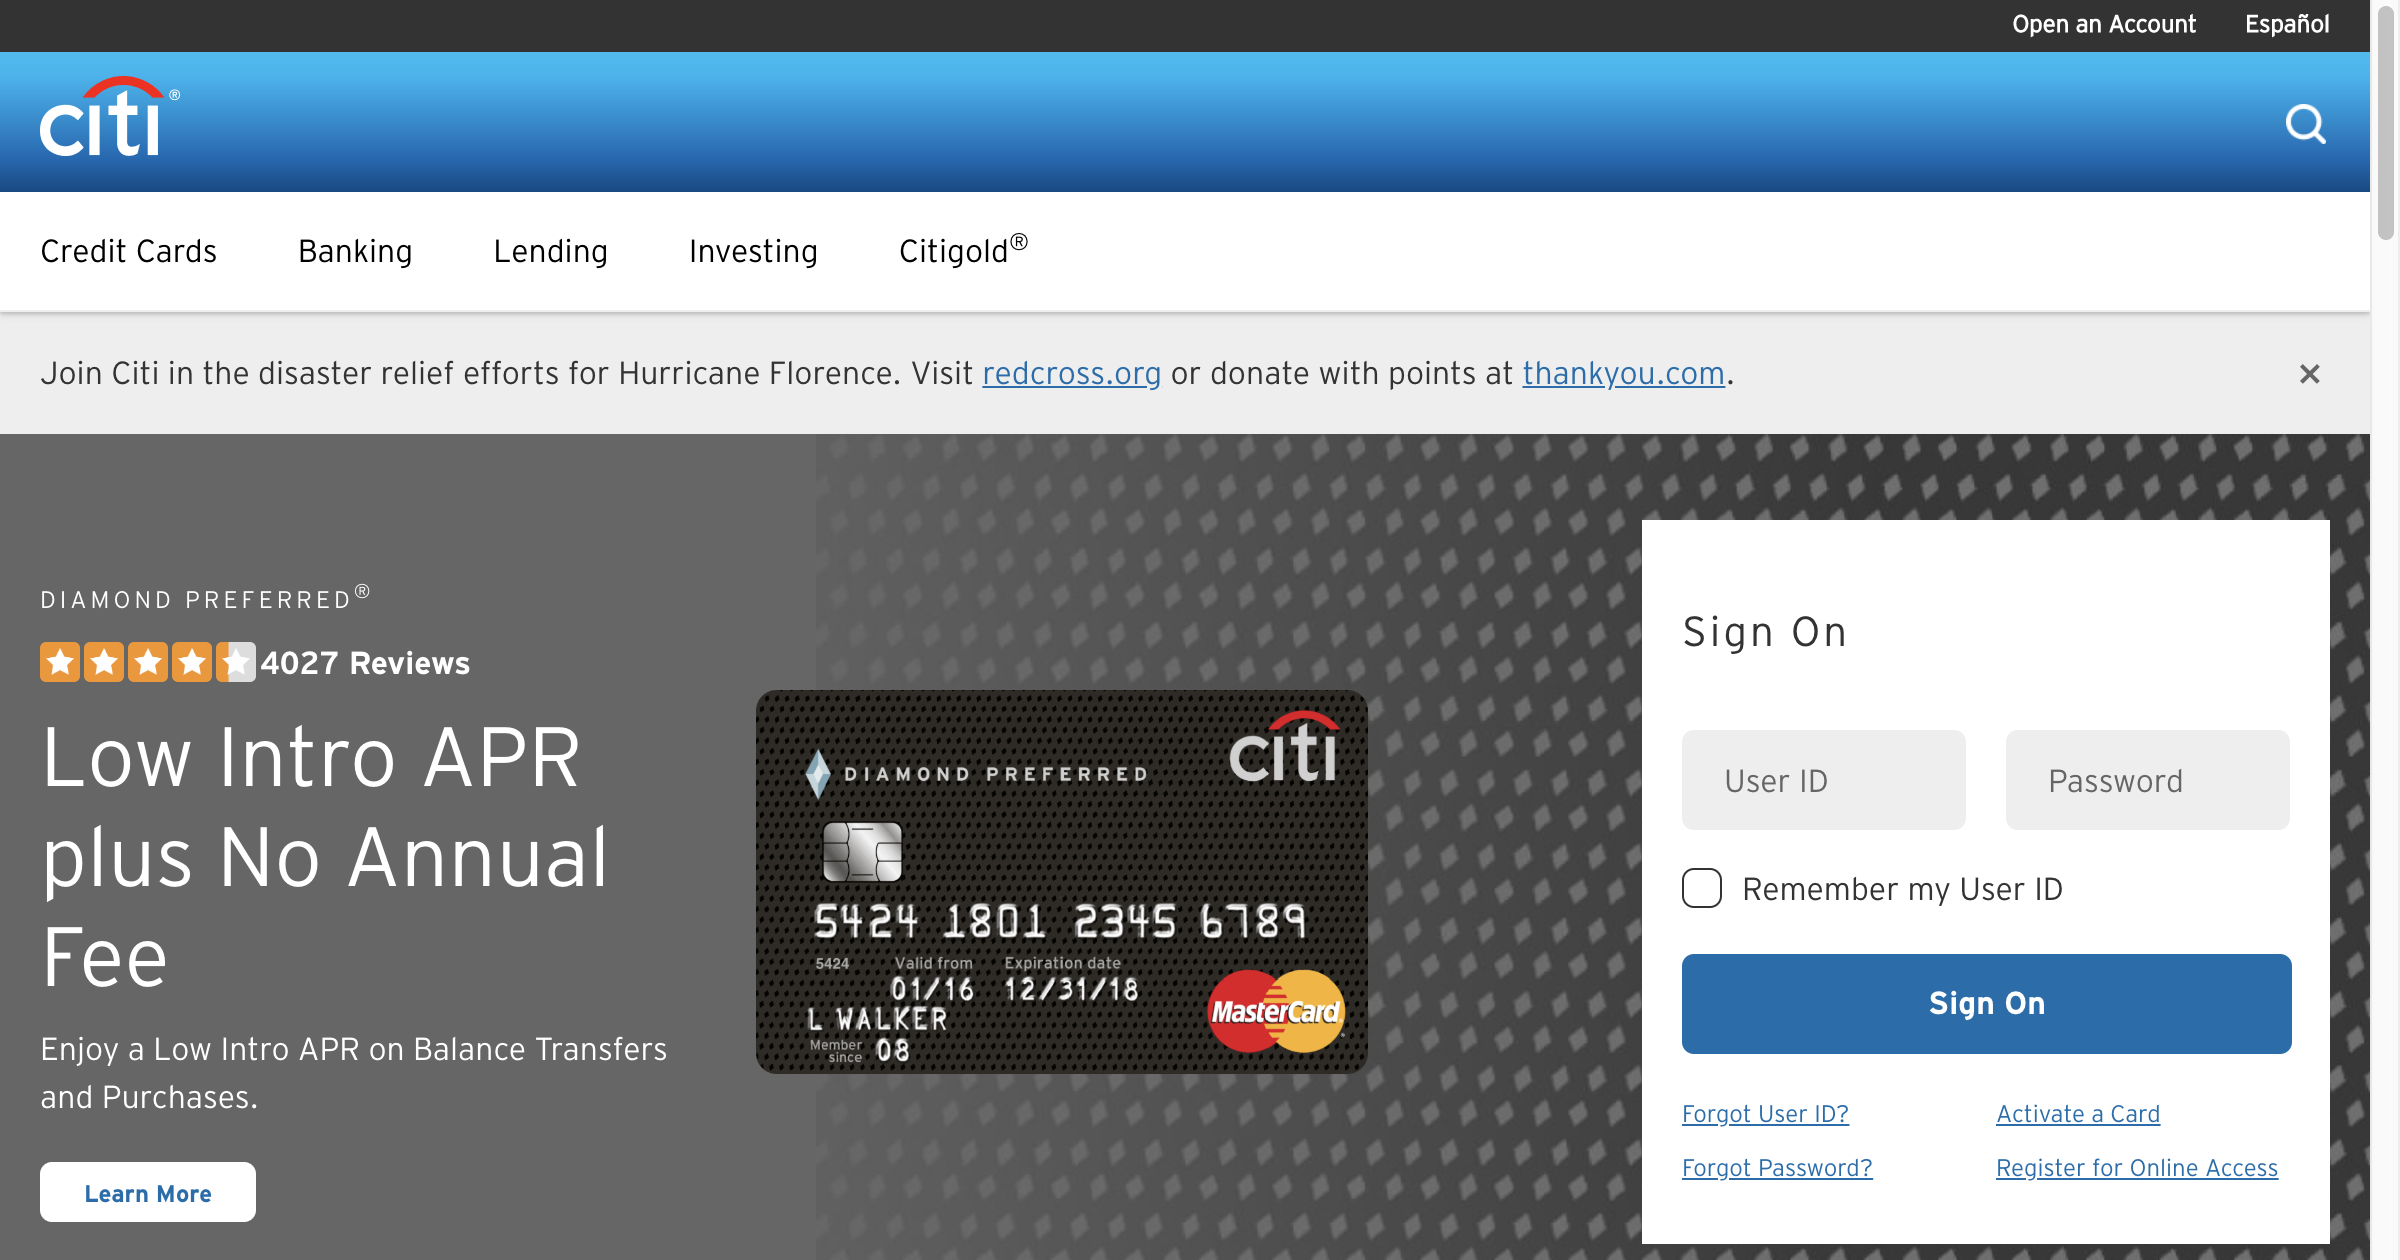 Open an Account Español
citi®
Credit Cards Banking Lending Investing Citigold®
Join Citi in the disaster relief efforts for Hurricane Florence. Visit redcross.org or donate with points at thankyou.com.
DIAMOND PREFERRED®
4027 Reviews
Low Intro APR
plus No Annual
Fee
Enjoy a Low Intro APR on Balance Transfers
and Purchases.
Learn More
citi
DIAMOND PREFERRED
5424 1801 2345 6789
5424 Valid from Expiration date
01/16 12/31/18
L WALKER
Member
since 08
MasterCard
Sign On
User ID Password
Remember my User ID
Sign On
Forgot User ID? Activate a Card
Forgot Password? Register for Online Access